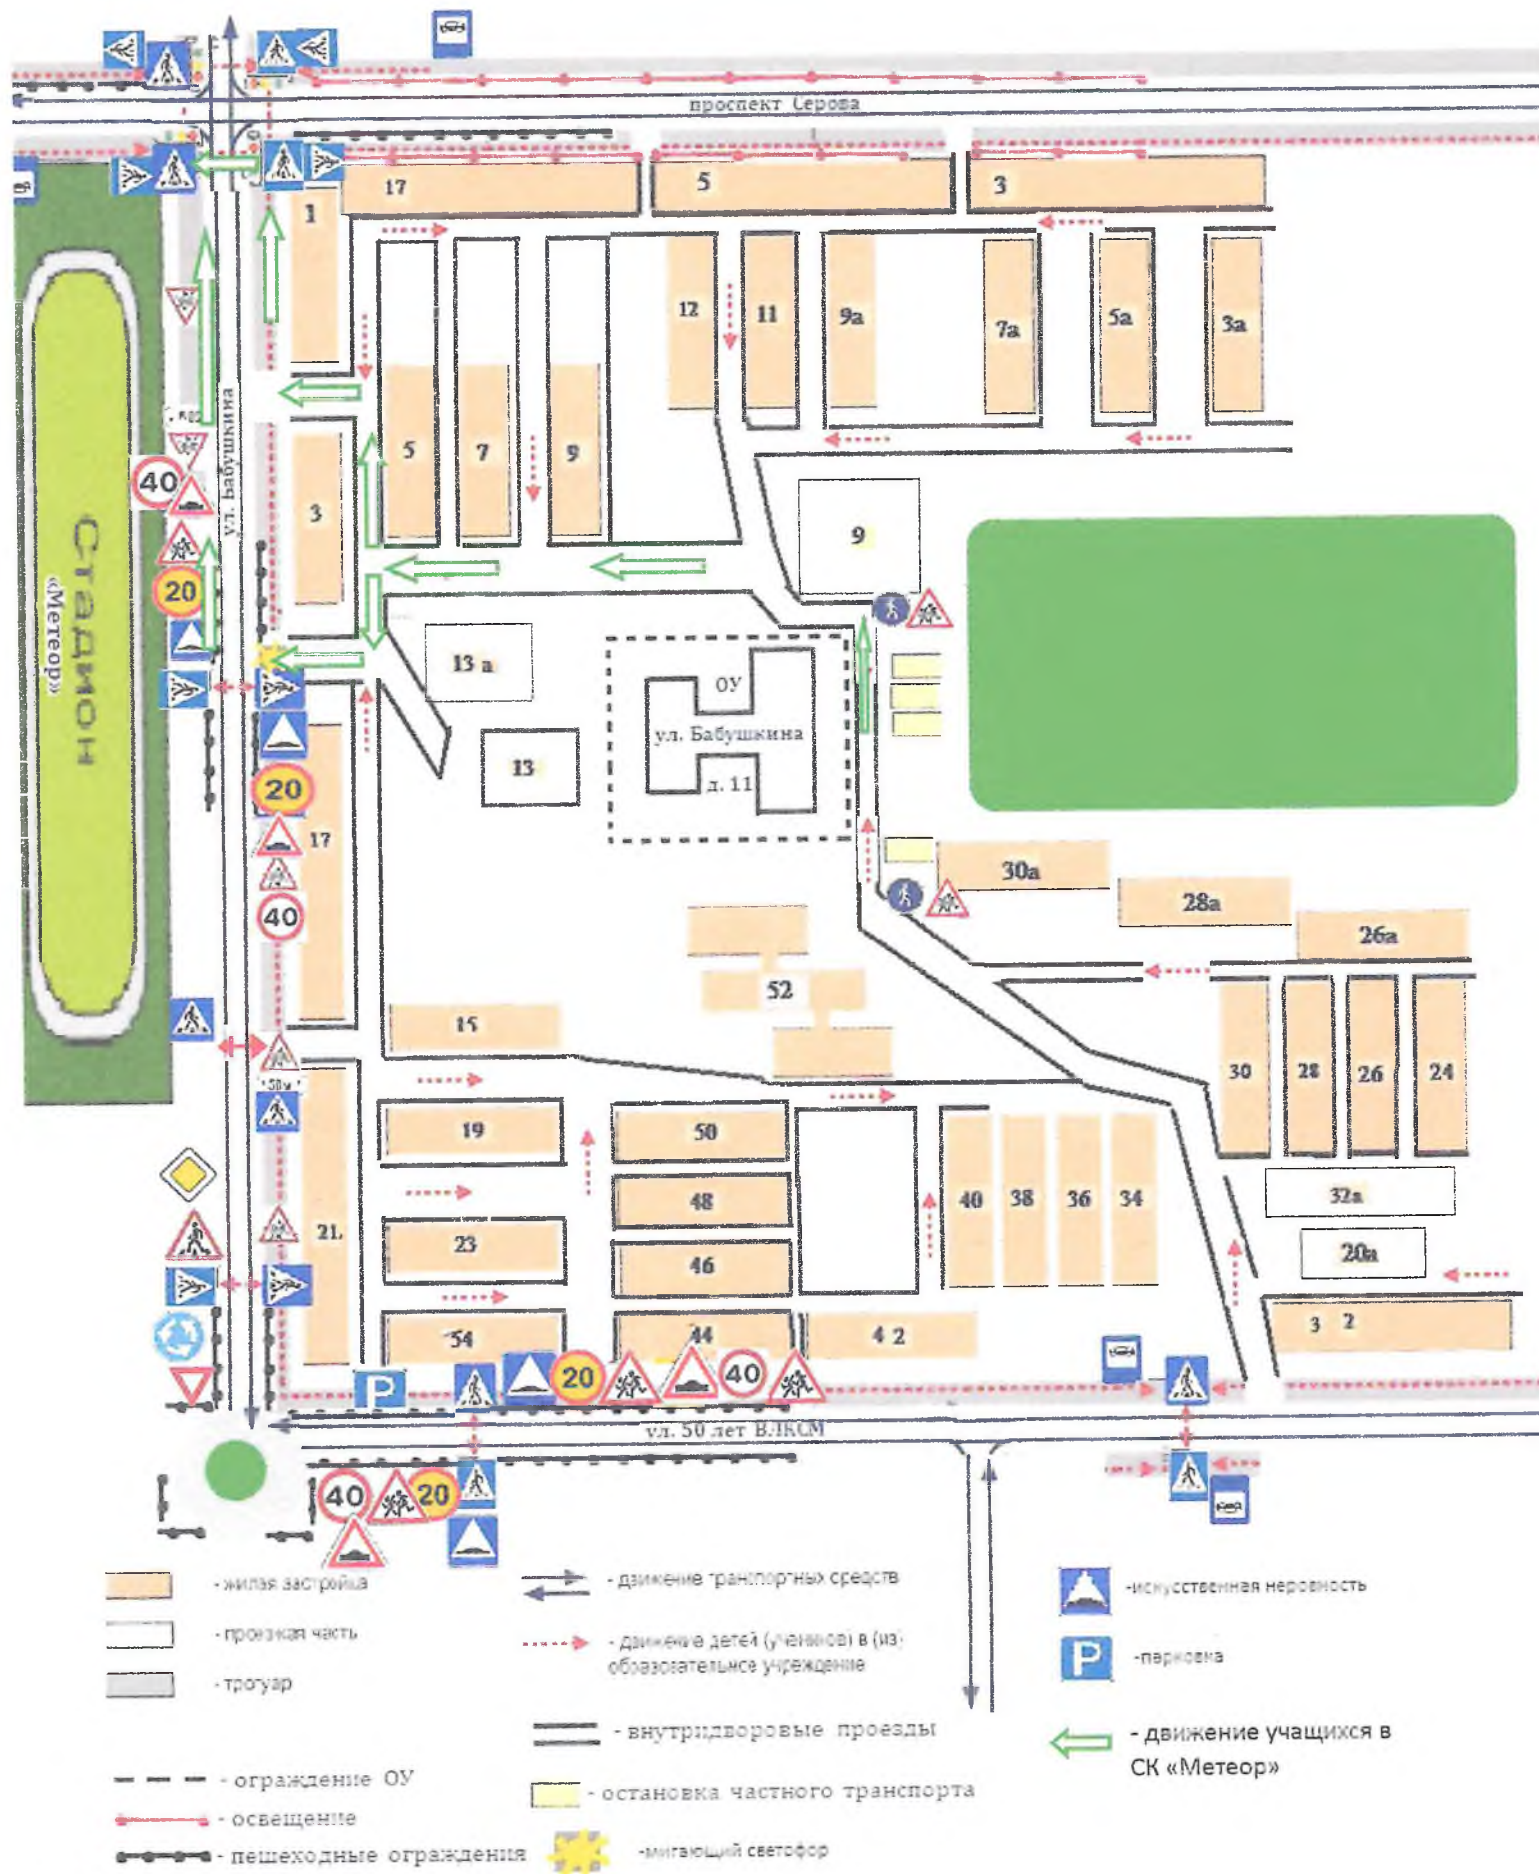 проспект Серова
17
5
3
1
12
11
9а
7а
5а
3а
ул. Бабушкина
40
5
7
9
3
9
Стадион
«Метеор»
20
13 а
ОУ
ул. Бабушкина
д. 11
13
20
17
40
30а
28а
26а
52
15
30
28
26
24
50м
19
50
40
38
36
34
48
32а
21.
23
46
20а
54
44
4 2
3 2
P
20
40
ул. 50 лет ВЛКСМ
40
20
- жилая застройка
- проезжая часть
- тротуар
- ограждение ОУ
- освещение
- пешеходные ограждения
- движение транспортных средств
- движение детей (учеников) в (из)
образовательное учреждение
- внутридворовые проезды
- остановка частного транспорта
-мигающий светофор
-искусственная неровность
P
-парковка
- движение учащихся в
СК «Метеор»